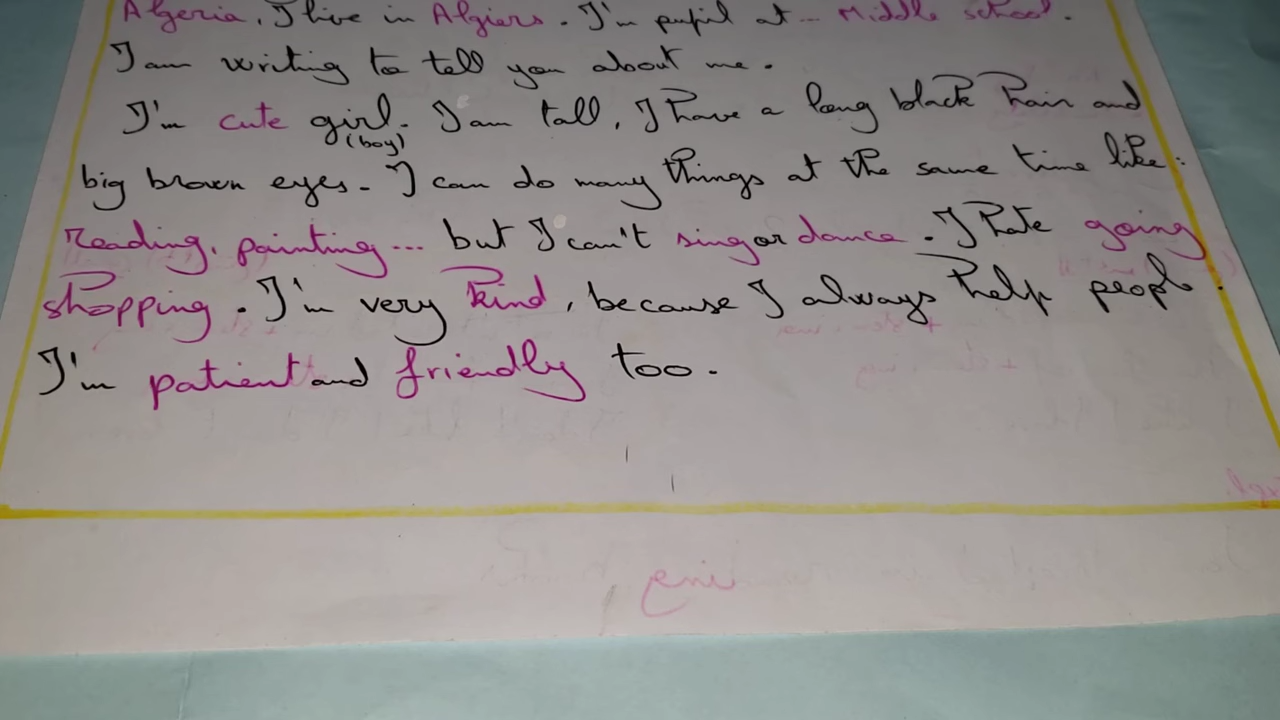 Algeria, I live in Algiers. I'm pupil at ... Middle school.
I am writing to tell you about me.
I'm cute girl. I am tall, I have a long black hair and
(boy)
big brown eyes. I can do many things at the same time like:
Reading, painting... but I can't sing or dance. I hate going
shopping. I'm very kind, because I always help people.
I'm patient and friendly too.